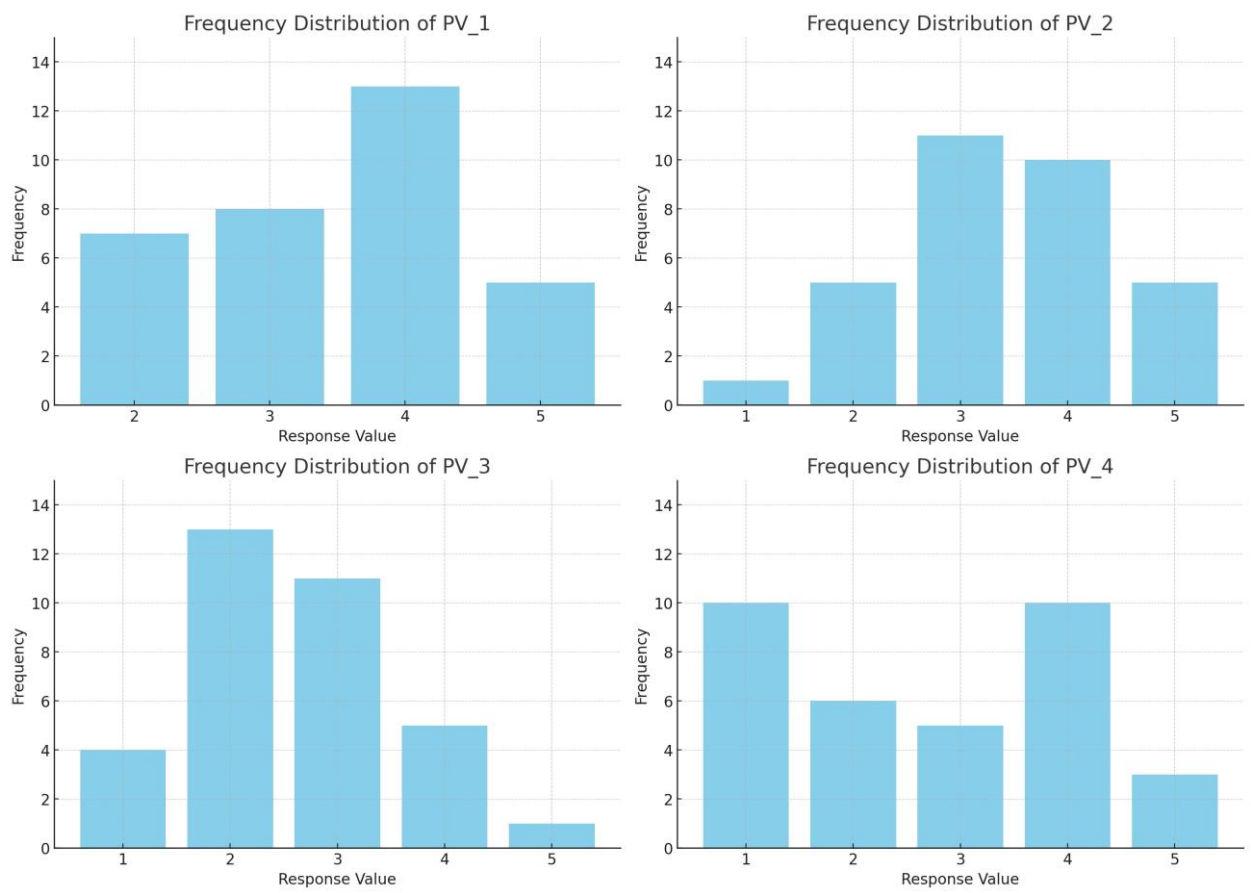 Frequency Distribution of PV_1
14
12
10
8
6
4
2
0
Frequency
2 3 4 5
Response Value
Frequency Distribution of PV_2
14
12
10
8
6
4
2
0
Frequency
1 2 3 4 5
Response Value
Frequency Distribution of PV_3
14
12
10
8
6
4
2
0
Frequency
1 2 3 4 5
Response Value
Frequency Distribution of PV_4
14
12
10
8
6
4
2
0
Frequency
1 2 3 4 5
Response Value